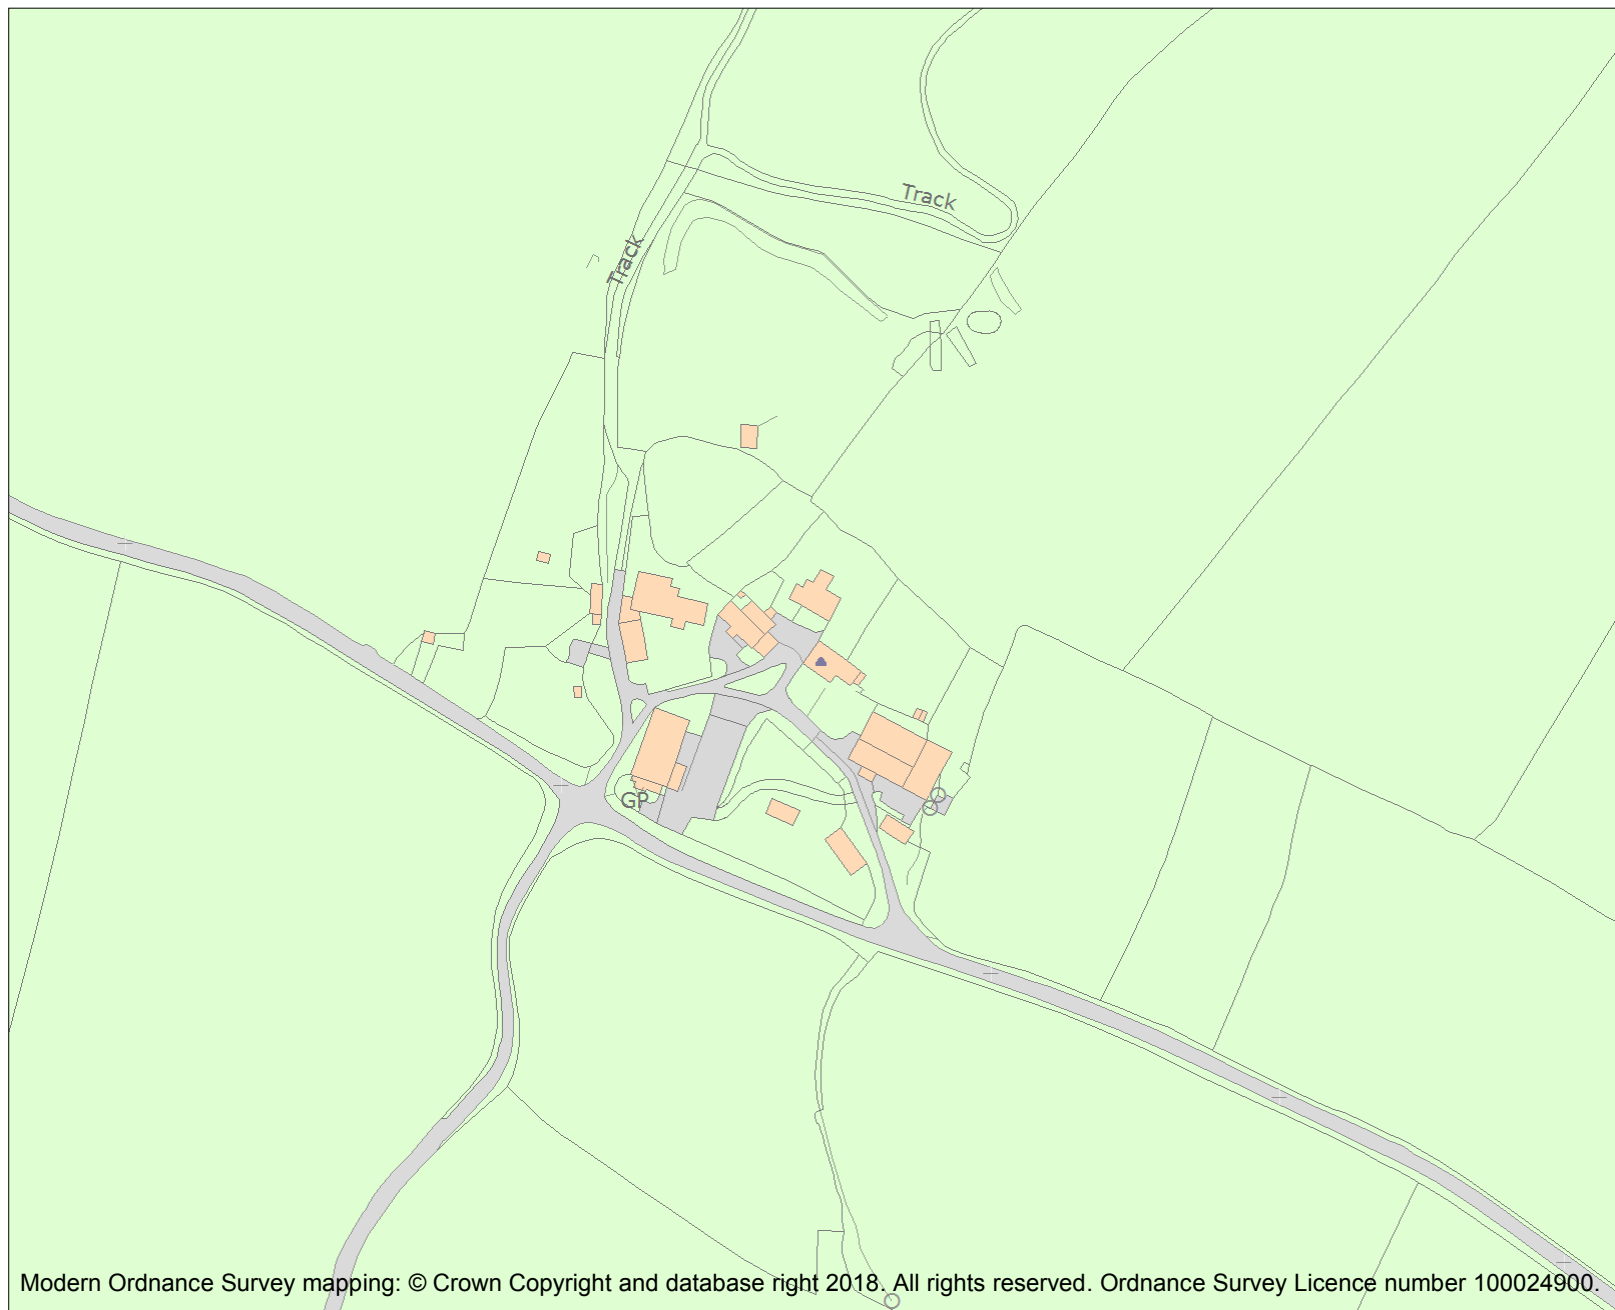 Track
Track
GP
Modern Ordnance Survey mapping: © Crown Copyright and database right 2018. All rights reserved. Ordnance Survey Licence number 100024900.